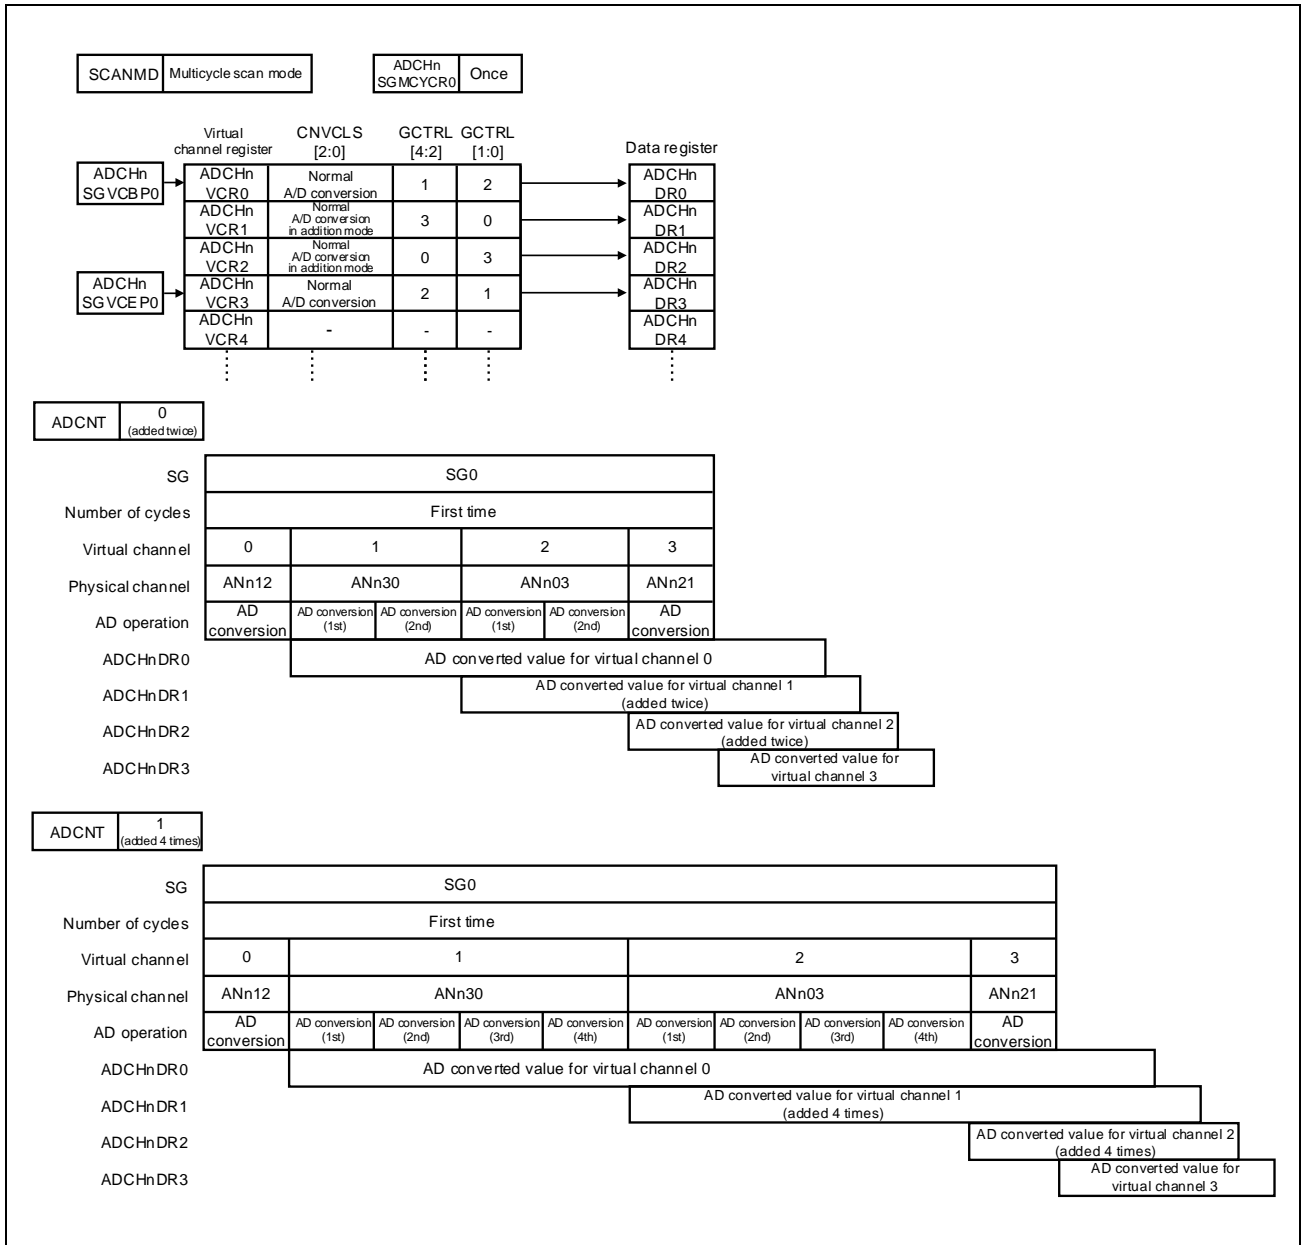 SCANMD Multicycle scan mode
ADCHn
SGMCYCR0 Once
Virtual
channel register
CNVCLS
[2:0]
GCTRL
[4:2]
GCTRL
[1:0]
Data register
ADCHn
SGVCBP0
ADCHn
VCR0
Normal
A/D conversion
1
2
ADCHn
DR0
ADCHn
VCR1
Normal
A/D conversion
in addition mode
3
0
ADCHn
DR1
ADCHn
VCR2
Normal
A/D conversion
in addition mode
0
3
ADCHn
DR2
ADCHn
SGVCEP0
ADCHn
VCR3
Normal
A/D conversion
2
1
ADCHn
DR3
ADCHn
VCR4
-
-
-
ADCHn
DR4
ADCNT
0
(added twice)
SG SG0
Number of cycles First time
Virtual channel 0 1 2 3
Physical channel ANn12 ANn30 ANn03 ANn21
AD operation
AD
conversion
AD conversion
(1st)
AD conversion
(2nd)
AD conversion
(1st)
AD conversion
(2nd)
AD
conversion
ADCHnDR0 AD converted value for virtual channel 0
ADCHnDR1
AD converted value for virtual channel 1
(added twice)
ADCHnDR2
AD converted value for virtual channel 2
(added twice)
ADCHnDR3
AD converted value for
virtual channel 3
ADCNT
1
(added 4 times)
SG SG0
Number of cycles First time
Virtual channel 0 1 2 3
Physical channel ANn12 ANn30 ANn03 ANn21
AD operation
AD
conversion
AD conversion
(1st)
AD conversion
(2nd)
AD conversion
(3rd)
AD conversion
(4th)
AD conversion
(1st)
AD conversion
(2nd)
AD conversion
(3rd)
AD conversion
(4th)
AD
conversion
ADCHnDR0 AD converted value for virtual channel 0
ADCHnDR1
AD converted value for virtual channel 1
(added 4 times)
ADCHnDR2
AD converted value for virtual channel 2
(added 4 times)
ADCHnDR3
AD converted value for
virtual channel 3